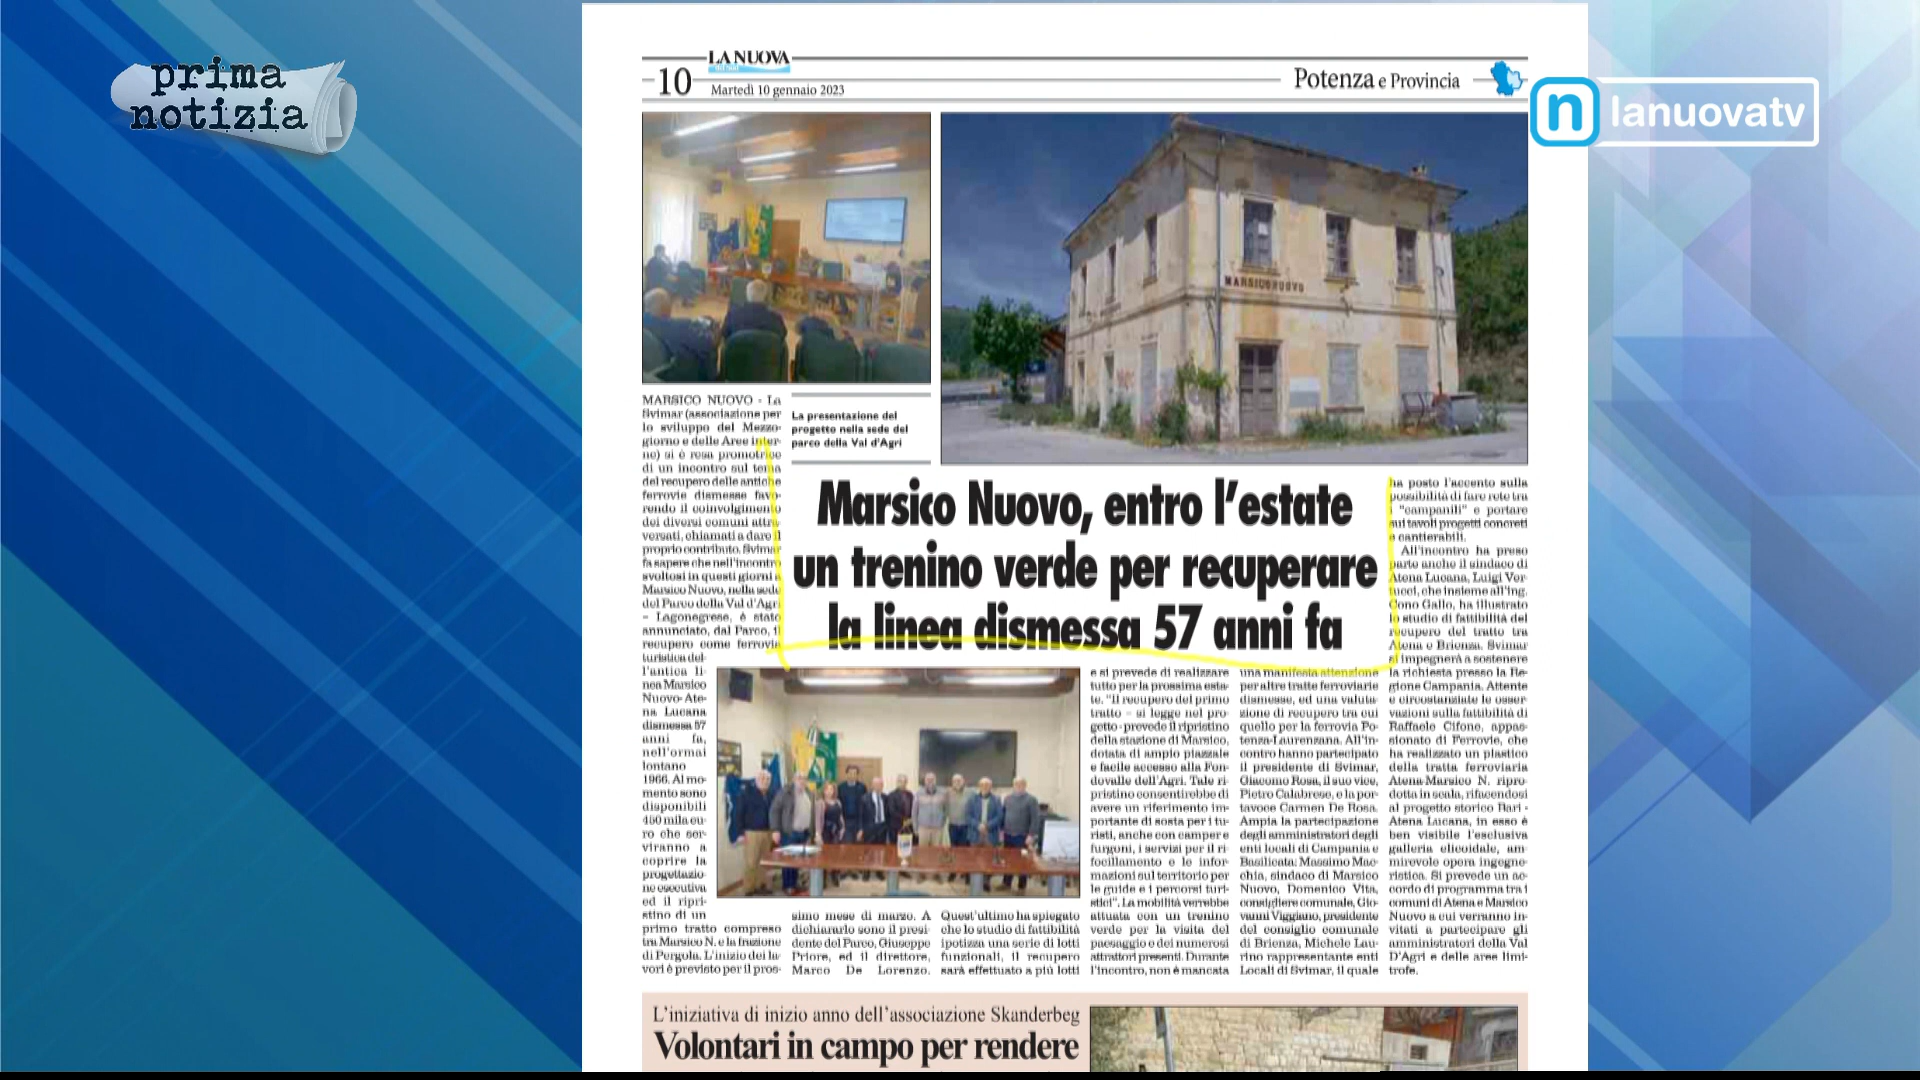 prima
notizia
LA NUOVA
10
Martedì 10 gennaio 2023
Potenza e Provincia
n lanuovatv
MARSICO NUOVO
MARSICO NUOVO - La
Svimar (associazione per
lo sviluppo del Mezzo-
giorno e delle Aree inter-
ne) si è resa promotrice
di un incontro sul tema
del recupero delle antiche
ferrovie dismesse favo-
rendo il coinvolgimento
dei diversi comuni attra-
versati, chiamati a dare il
proprio contributo. Svimar
fa sapere che nell'incontro
svoltosi in questi giorni a
Marsico Nuovo, nella sede
del Parco della Val d'Agri
- Lagonegrese, è stato
annunciato, dal Parco, il
recupero come ferrovia
turistica del-
l'antica li-
nea Marsico
Nuovo- Ate-
na Lucana
dismessa 57
anni fa,
nell'ormai
lontano
1966. Al mo-
mento sono
disponibili
450 mila eu-
ro che ser-
viranno a
coprire la
progettazio-
ne esecutiva
ed il ripri-
stino di un
primo tratto compreso
tra Marsico N. e la frazione
di Pergola. L'inizio dei la-
vori è previsto per il pros-
La presentazione del
progetto nella sede del
parco della Val d'Agri
Marsico Nuovo, entro l'estate
un trenino verde per recuperare
la linea dismessa 57 anni fa
simo mese di marzo. A
dichiararlo sono il presi-
dente del Parco, Giuseppe
Priore, ed il direttore,
Marco De Lorenzo.
Quest'ultimo ha spiegato
che lo studio di fattibilità
ipotizza una serie di lotti
funzionali, il recupero
sarà effettuato a più lotti
e si prevede di realizzare
tutto per la prossima esta-
te. "Il recupero del primo
tratto - si legge nel pro-
getto - prevede il ripristino
della stazione di Marsico,
dotata di ampio piazzale
e facile accesso alla Fon-
dovalle dell'Agri. Tale ri-
pristino consentirebbe di
avere un riferimento im-
portante di sosta per i tu-
risti, anche con camper e
furgoni, i servizi per il ri-
focillamento e le infor-
mazioni sul territorio per
le guide e i percorsi turi-
stici". La mobilità verrebbe
attuata con un trenino
verde per la visita del
paesaggio e dei numerosi
attrattori presenti. Durante
l'incontro, non è mancata
una manifesta attenzione
per altre tratte ferroviarie
dismesse, ed una valuta-
zione di recupero tra cui
quello per la ferrovia Po-
tenza-Laurenzana. All'in-
contro hanno partecipato
il presidente di Svimar,
Giacomo Rosa, il suo vice,
Pietro Calabrese, e la por-
tavoce Carmen De Rosa.
Ampia la partecipazione
degli amministratori degli
enti locali di Campania e
Basilicata: Massimo Mac-
chia, sindaco di Marsico
Nuovo, Domenico Vita,
consigliere comunale, Gio-
vanni Viggiano, presidente
del consiglio comunale
di Brienza, Michele Lau-
rino rappresentante enti
Locali di Svimar, il quale
ha posto l'accento sulla
possibilità di fare rete tra
i "campanili" e portare
sui tavoli progetti concreti
e cantierabili.
All'incontro ha preso
parte anche il sindaco di
Atena Lucana, Luigi Ver-
tucci, che insieme all'ing.
Cono Gallo, ha illustrato
lo studio di fattibilità del
recupero del tratto tra
Atena e Brienza. Svimar
si impegnerà a sostenere
la richiesta presso la Re-
gione Campania. Attente
e circostanziate le osser-
vazioni sulla fattibilità di
Raffaele Cifone, appas-
sionato di Ferrovie, che
ha realizzato un plastico
della tratta ferroviaria
Atena-Marsico N. ripro-
dotta in scala, rifacendosi
al progetto storico Bari -
Atena Lucana, in esso è
ben visibile l'esclusiva
galleria elicoidale, am-
mirevole opera ingegne-
ristica. Si prevede un ac-
cordo di programma tra i
comuni di Atena e Marsico
Nuovo a cui verranno in-
vitati a partecipare gli
amministratori della Val
D'Agri e delle aree limi-
trofe.
L'iniziativa di inizio anno dell'associazione Skanderbeg
Volontari in campo per rendere